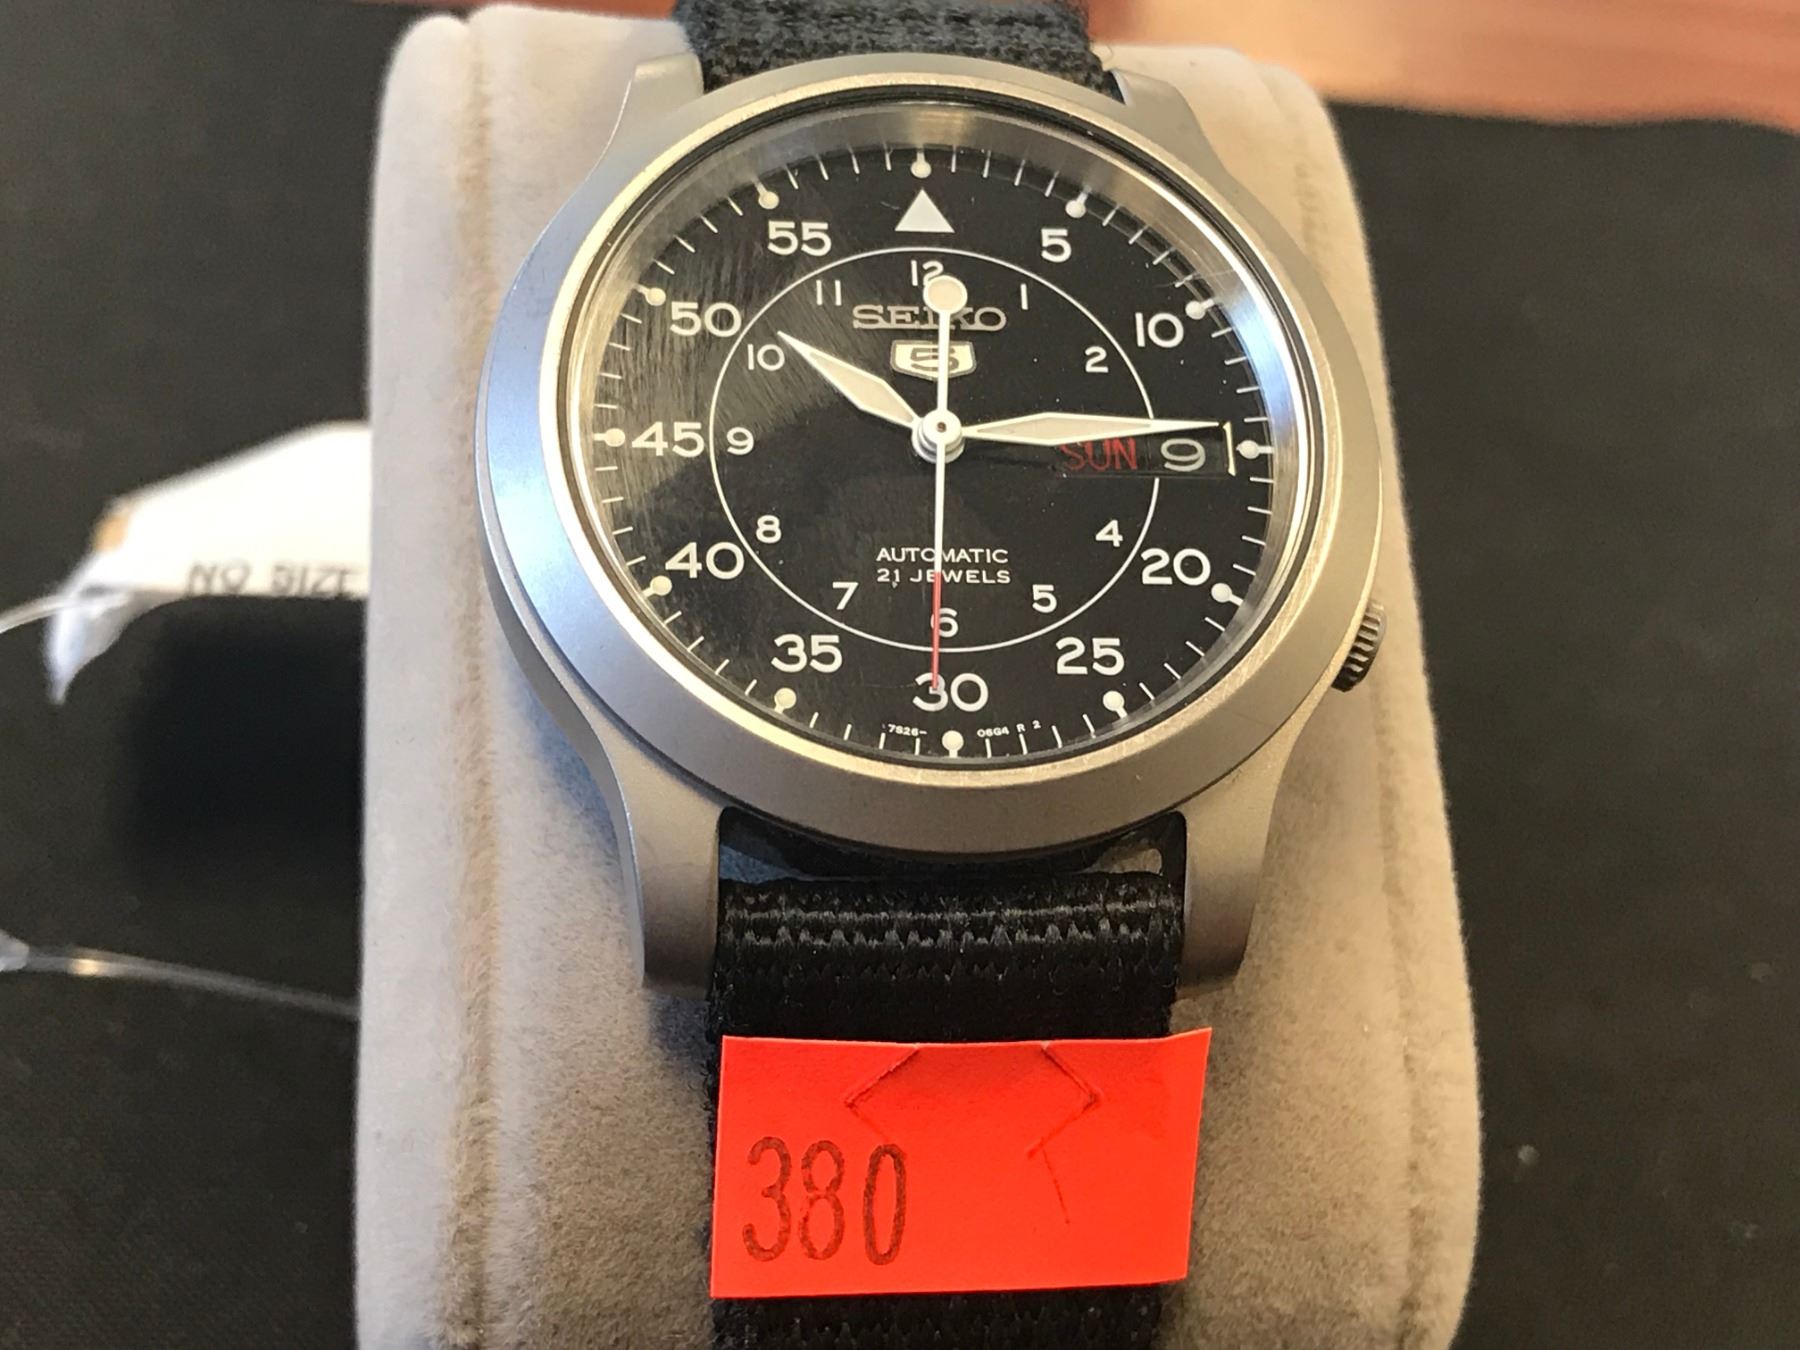 55 5
50 10
45 20
40 25
35 30
12 1 2 4 5 6 7 8 9 10 11
SEIKO
5
SUN 9
AUTOMATIC
21 JEWELS
7S26- 06G4 R 2
NO SIZE
380